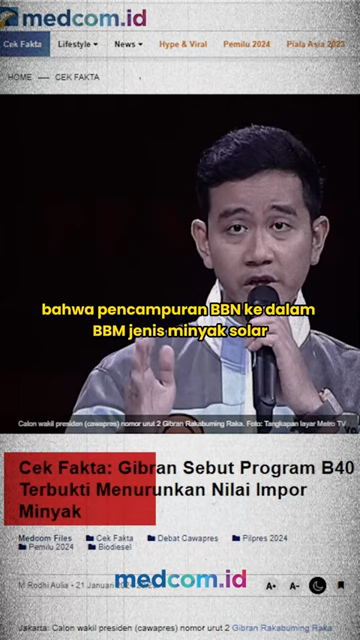 medcom.id
Cek Fakta Lifestyle News Hype & Viral Pemilu 2024 Piala Asia 2023
HOME — CEK FAKTA
bahwa pencampuran BBN ke dalam
BBM jenis minyak solar
Calon wakil presiden (cawapres) nomor urut 2 Gibran Rakabuming Raka. Foto: Tangkapan layar Metro TV
Cek Fakta: Gibran Sebut Program B40
Terbukti Menurunkan Nilai Impor
Minyak
Medcom Files Cek Fakta Debat Cawapres Pilpres 2024
Pemilu 2024 Biodiesel
M Rodhi Aulia • 21 Januari
medcom.id
A+ A-
Jakarta: Calon wakil presiden (cawapres) nomor urut 2 Gibran Rakabuming Raka